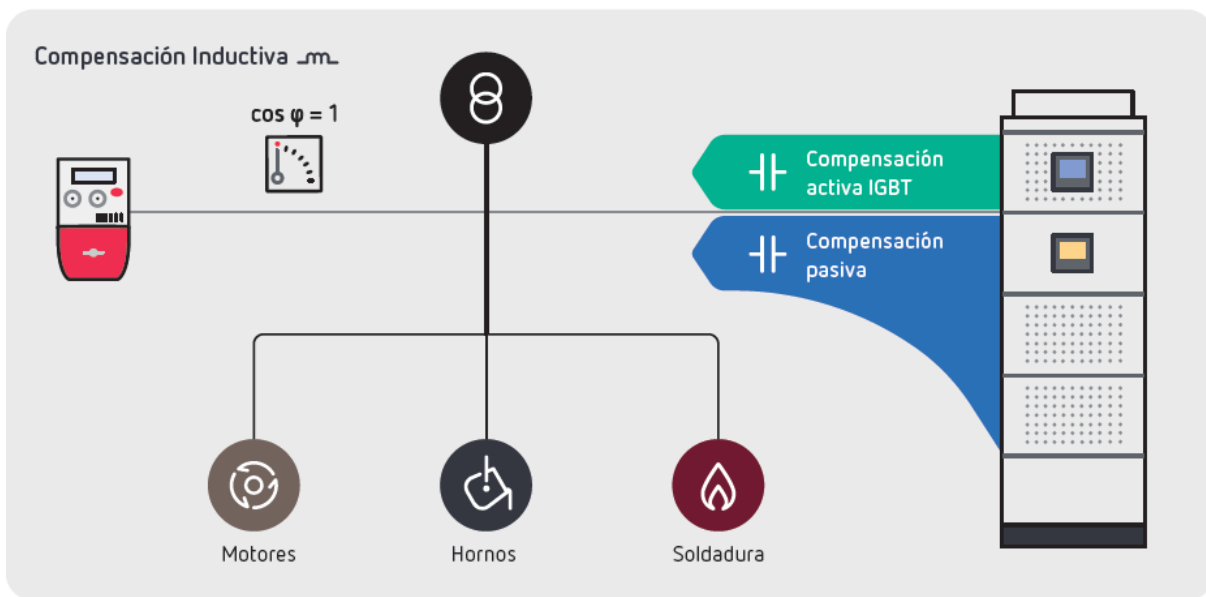 Compensación Inductiva
cos φ = 1
Compensación
activa IGBT
Compensación
pasiva
Motores
Hornos
Soldadura